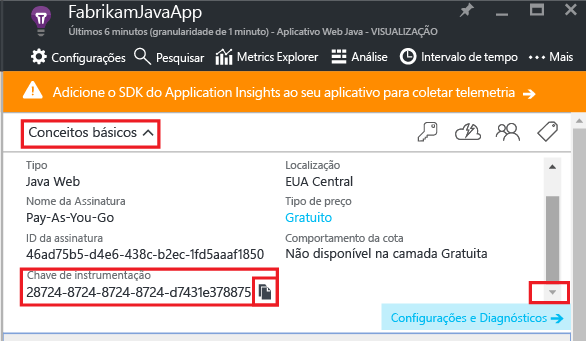 FabrikamJavaApp
Últimos 6 minutos (granularidade de 1 minuto) - Aplicativo Web Java - VISUALIZAÇÃO
Configurações Pesquisar Metrics Explorer Análise Intervalo de tempo ... Mais
Adicione o SDK do Application Insights ao seu aplicativo para coletar telemetria →
Conceitos básicos
Tipo
Java Web
Localização
EUA Central
Nome da Assinatura
Pay-As-You-Go
Tipo de preço
Gratuito
ID da assinatura
46ad75b5-d4e6-438c-b2ec-1fd5aaaf1850
Comportamento da cota
Não disponível na camada Gratuita
Chave de instrumentação
28724-8724-8724-8724-d7431e378875
Configurações e Diagnósticos →